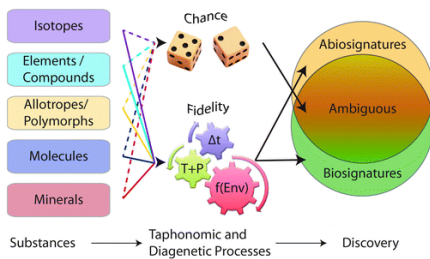 Isotopes
Elements/
Compounds
Allotropes/
Polymorphs
Molecules
Minerals
Chance
Fidelity
Δt
T+P
f(Env)
Abiosignatures
Ambiguous
Biosignatures
Substances
Taphonomic and
Diagenetic Processes
Discovery